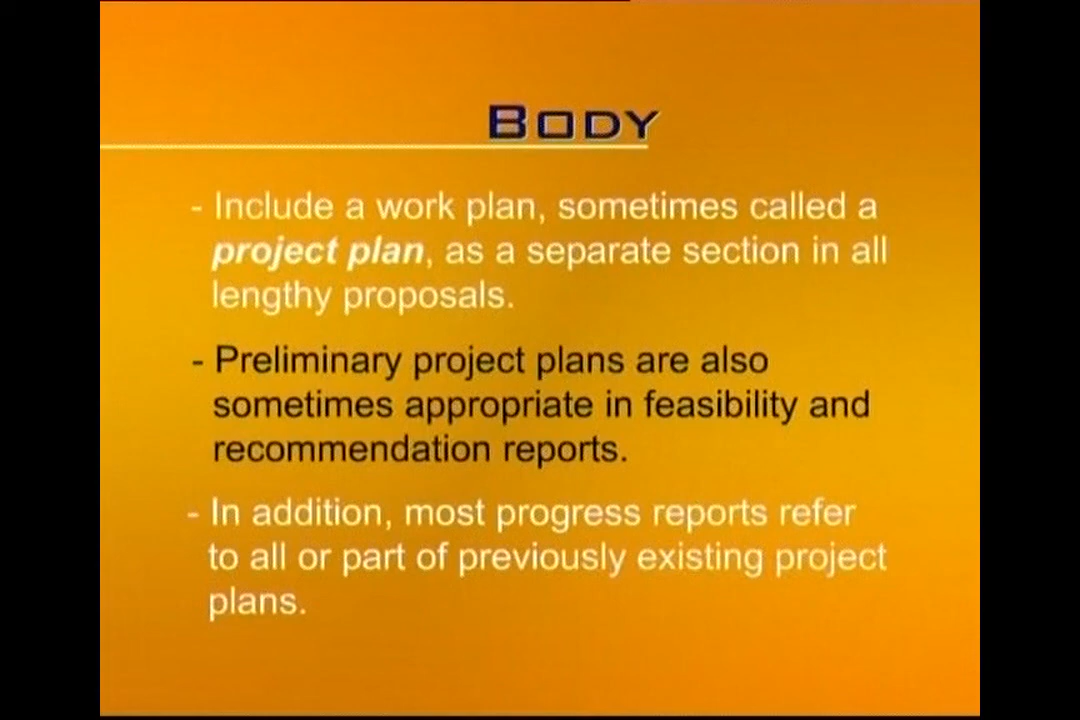 BODY
- Include a work plan, sometimes called a
project plan, as a separate section in all
lengthy proposals.
- Preliminary project plans are also
sometimes appropriate in feasibility and
recommendation reports.
- In addition, most progress reports refer
to all or part of previously existing project
plans.